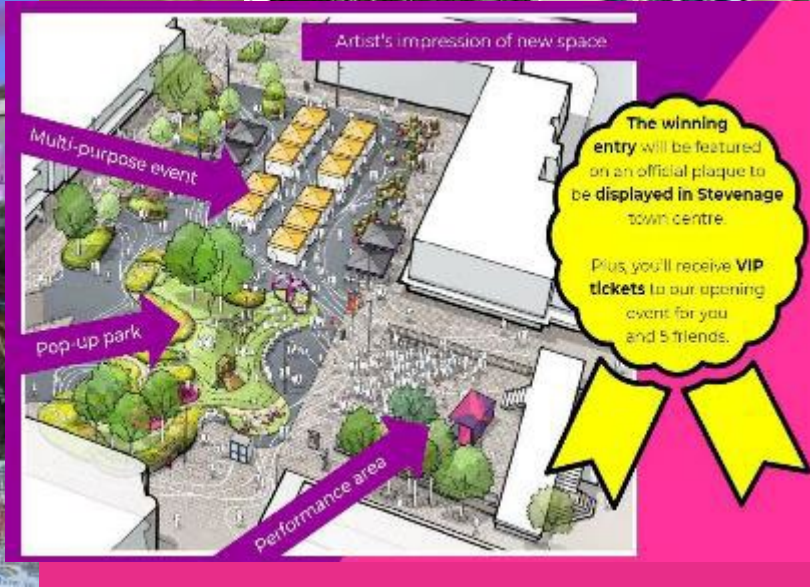 Artist's impression of new space
Multi-purpose event
Pop-up park
Performance area
The winning
entry will be featured
on an official plaque to
be displayed in Stevenage
town centre.
Plus, you'll receive VIP
tickets to our opening
event for you
and 5 friends.